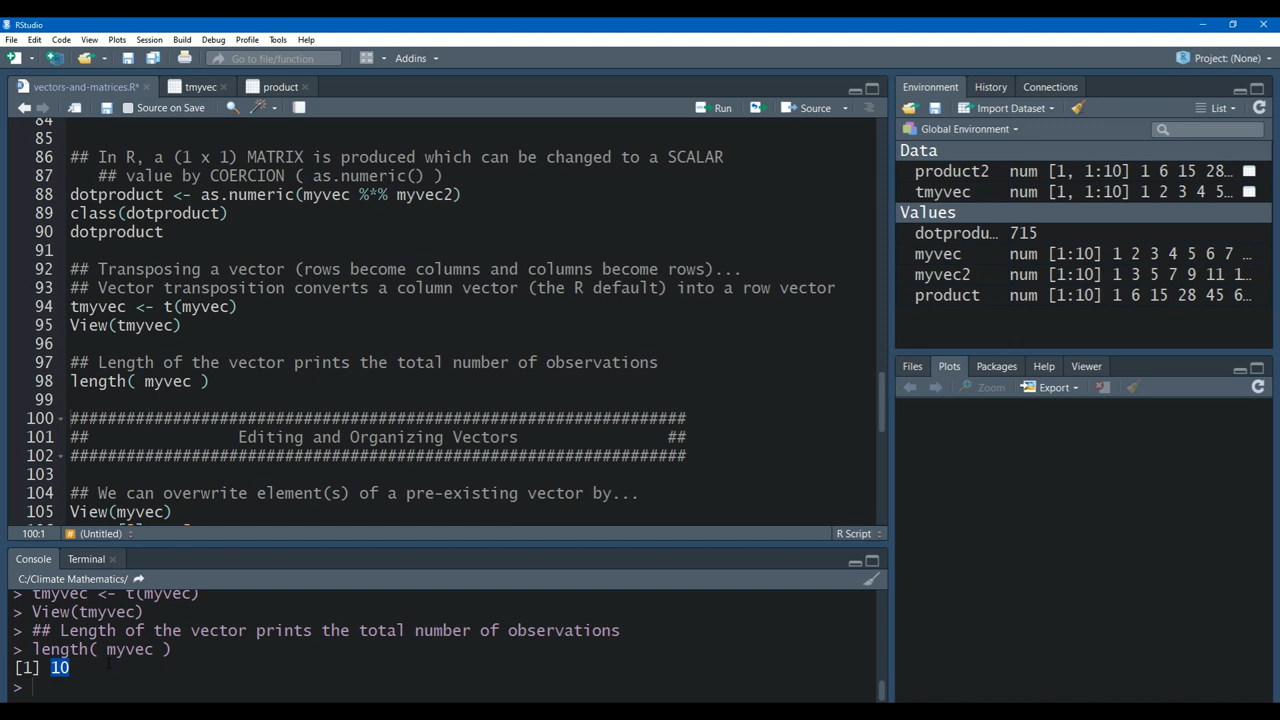 RStudio
File Edit Code View Plots Session Build Debug Profile Tools Help
Go to file/function Addins Project: (None)
vectors-and-matrices.R* tmyvec product
Source on Save Run Source
84
85
86 ## In R, a (1 x 1) MATRIX is produced which can be changed to a SCALAR
87 ## value by COERCION ( as.numeric() )
88 dotproduct <- as.numeric(myvec %*% myvec2)
89 class(dotproduct)
90 dotproduct
91
92 ## Transposing a vector (rows become columns and columns become rows)...
93 ## Vector transposition converts a column vector (the R default) into a row vector
94 tmyvec <- t(myvec)
95 View(tmyvec)
96
97 ## Length of the vector prints the total number of observations
98 length( myvec )
99
100 ##################################################################
101 ## Editing and Organizing Vectors ##
102 ##################################################################
103
104 ## We can overwrite element(s) of a pre-existing vector by...
105 View(myvec)
100:1 # (Untitled) R Script
Console Terminal
C:/Climate Mathematics/
> tmyvec <- t(myvec)
> View(tmyvec)
> ## Length of the vector prints the total number of observations
> length( myvec )
[1] 10
>
Environment History Connections
Import Dataset List
Global Environment
Data
product2 num [1, 1:10] 1 6 15 28…
tmyvec num [1, 1:10] 1 2 3 4 5…
Values
dotprodu… 715
myvec num [1:10] 1 2 3 4 5 6 7 …
myvec2 num [1:10] 1 3 5 7 9 11 1…
product num [1:10] 1 6 15 28 45 6…
Files Plots Packages Help Viewer
Zoom Export